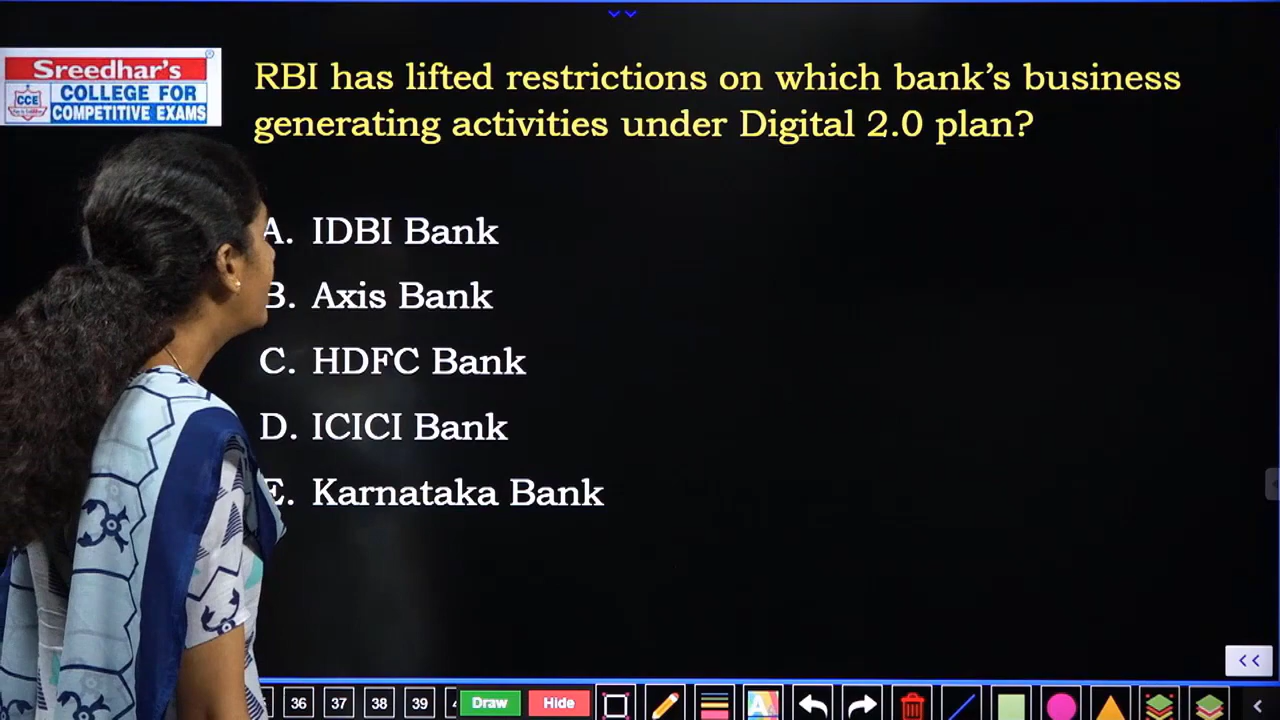 Sreedhar's
CCE
COLLEGE FOR
COMPETITIVE EXAMS
RBI has lifted restrictions on which bank's business
generating activities under Digital 2.0 plan?
A. IDBI Bank
B. Axis Bank
C. HDFC Bank
D. ICICI Bank
E. Karnataka Bank
36 37 38 39 Draw Hide